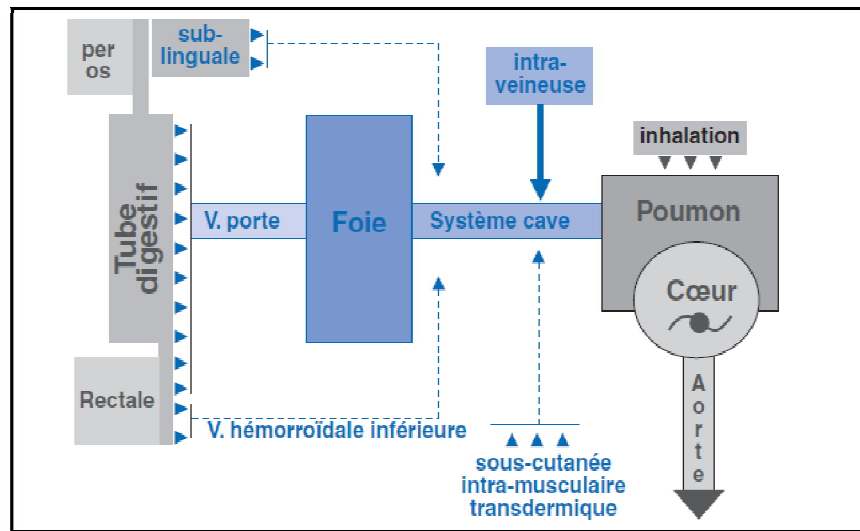 per
os
sub-
linguale
intra-
veineuse
inhalation
Tube
digestif
V. porte
Foie
Système cave
Poumon
Cœur
Rectale
V. hémorroïdale inférieure
sous-cutanée
intra-musculaire
transdermique
Aorte